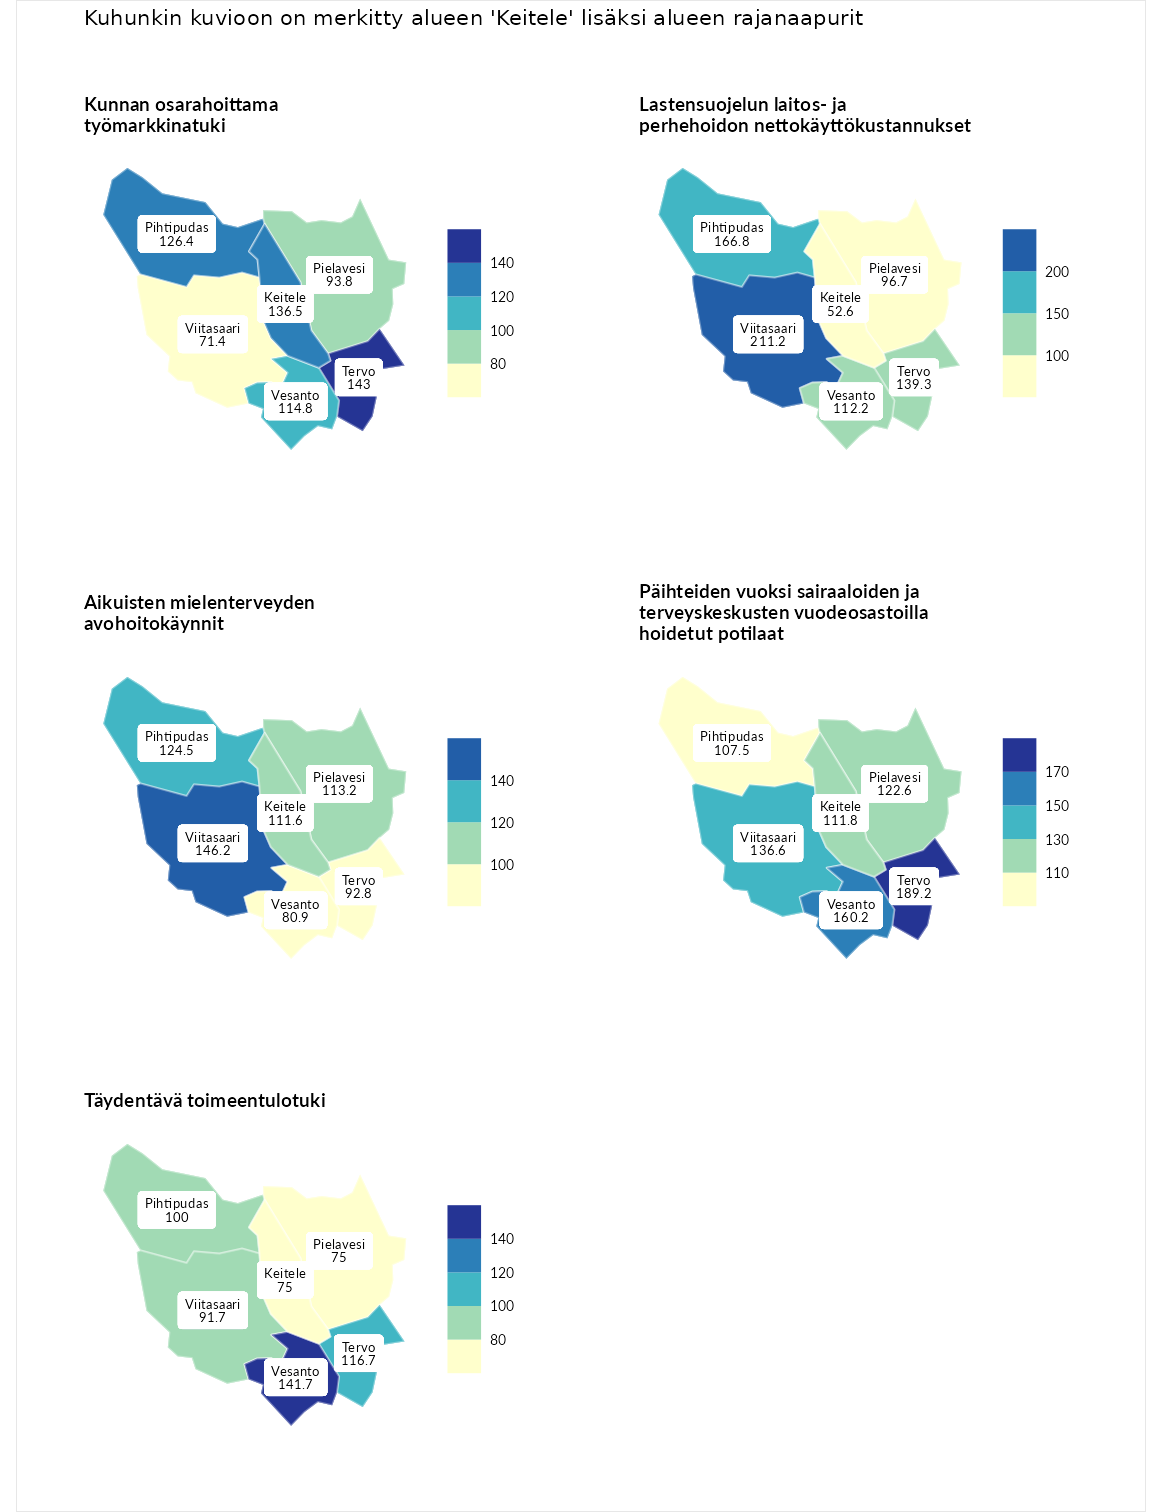 Kuhunkin kuvioon on merkitty alueen 'Keitele' lisäksi alueen rajanaapurit
Kunnan osarahoittama
työmarkkinatuki
Pihtipudas
126.4
Pielavesi
93.8
Keitele
136.5
Viitasaari
71.4
Tervo
143
Vesanto
114.8
140
120
100
80
Lastensuojelun laitos- ja
perhehoidon nettokäyttökustannukset
Pihtipudas
166.8
Pielavesi
96.7
Keitele
52.6
Viitasaari
211.2
Tervo
139.3
Vesanto
112.2
200
150
100
Aikuisten mielenterveyden
avohoitokäynnit
Pihtipudas
124.5
Pielavesi
113.2
Keitele
111.6
Viitasaari
146.2
Tervo
92.8
Vesanto
80.9
140
120
100
Päihteiden vuoksi sairaaloiden ja
terveyskeskusten vuodeosastoilla
hoidetut potilaat
Pihtipudas
107.5
Pielavesi
122.6
Keitele
111.8
Viitasaari
136.6
Tervo
189.2
Vesanto
160.2
170
150
130
110
Täydentävä toimeentulotuki
Pihtipudas
100
Pielavesi
75
Keitele
75
Viitasaari
91.7
Tervo
116.7
Vesanto
141.7
140
120
100
80